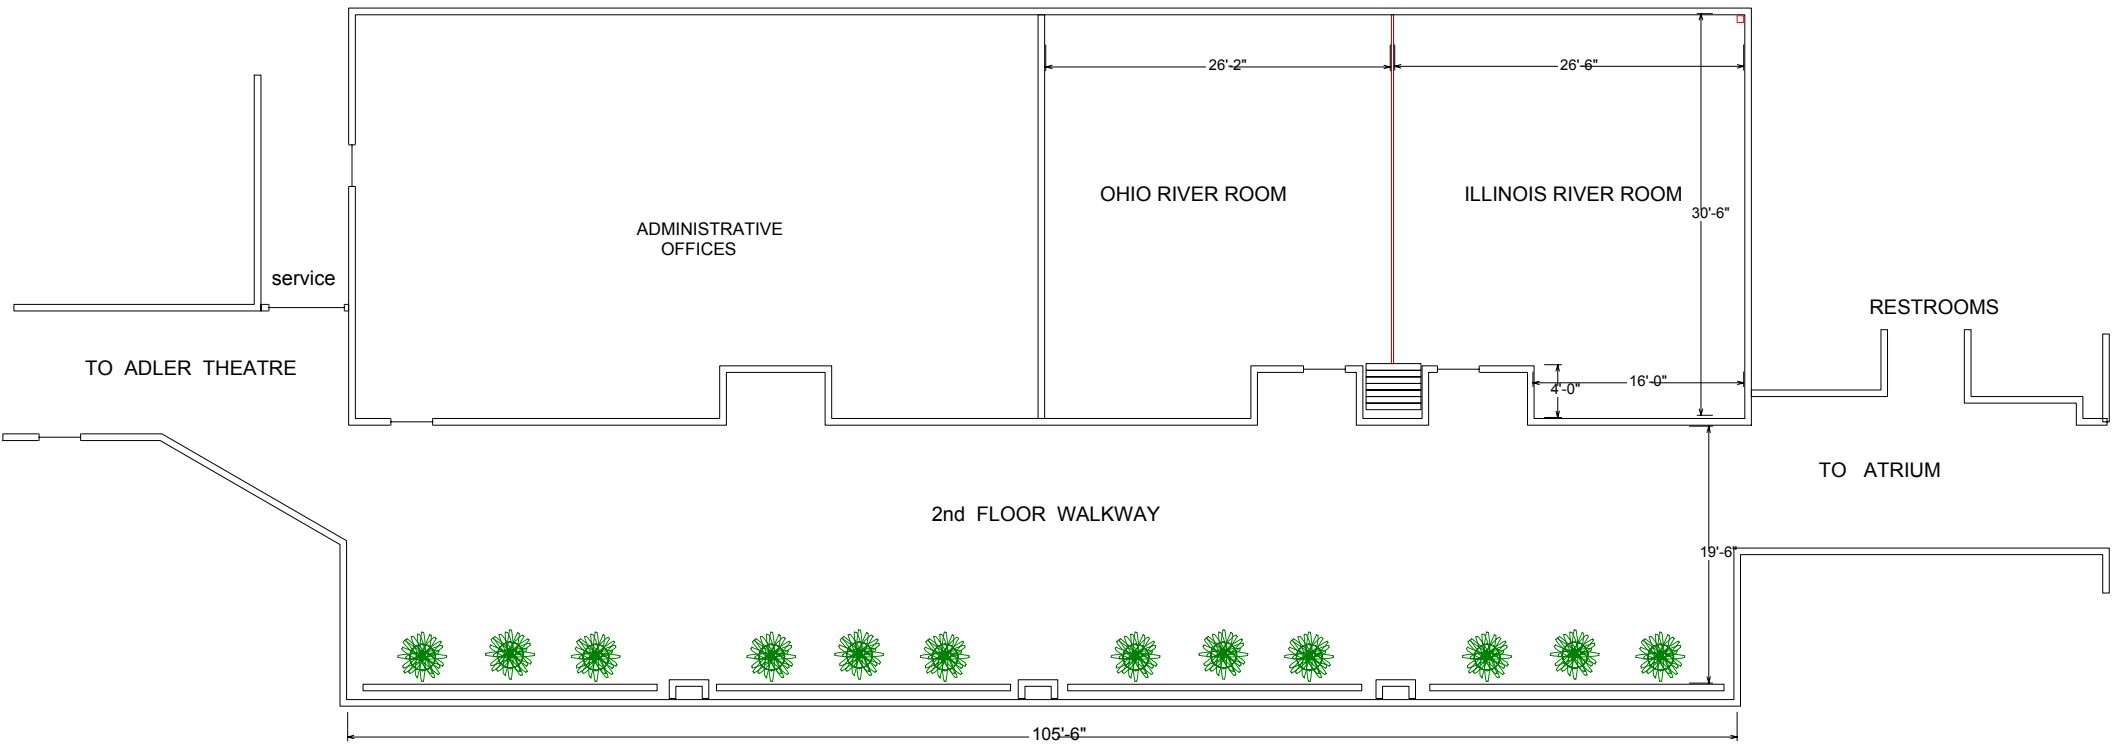 26'-2"
26'-6"
OHIO RIVER ROOM
ILLINOIS RIVER ROOM
30'-6"
ADMINISTRATIVE
OFFICES
service
RESTROOMS
TO ADLER THEATRE
4'-0"
16'-0"
TO ATRIUM
2nd FLOOR WALKWAY
19'-6"
105'-6"